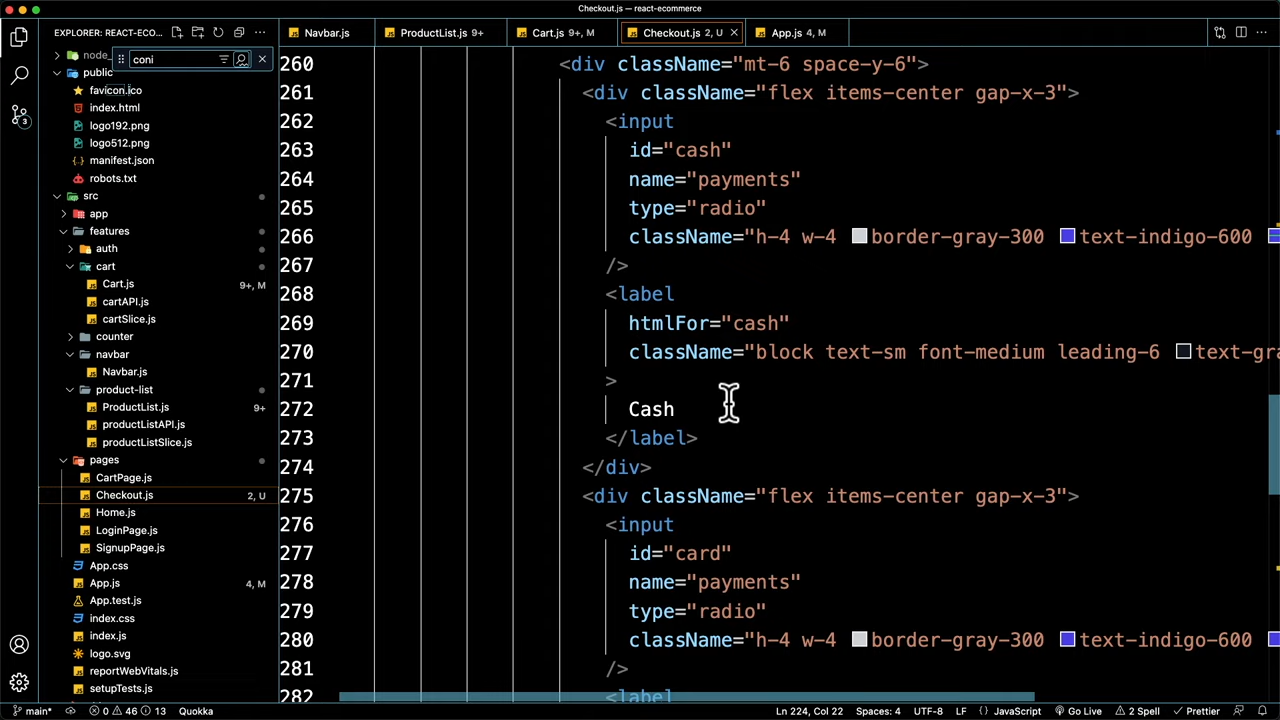 Checkout.js — react-ecommerce
EXPLORER: REACT-ECO...
Navbar.js
ProductList.js 9+
Cart.js 9+, M
Checkout.js 2, U
App.js 4, M
node_
coni
public
favicon.ico
index.html
logo192.png
logo512.png
manifest.json
robots.txt
src
app
features
auth
cart
Cart.js 9+, M
cartAPI.js
cartSlice.js
counter
navbar
Navbar.js
product-list
ProductList.js 9+
productListAPI.js
productListSlice.js
pages
CartPage.js
Checkout.js 2, U
Home.js
LoginPage.js
SignupPage.js
App.css
App.js 4, M
App.test.js
index.css
index.js
logo.svg
reportWebVitals.js
setupTests.js
260 <div className="mt-6 space-y-6">
261 <div className="flex items-center gap-x-3">
262 <input
263 id="cash"
264 name="payments"
265 type="radio"
266 className="h-4 w-4 border-gray-300 text-indigo-600
267 />
268 <label
269 htmlFor="cash"
270 className="block text-sm font-medium leading-6 text-gra
271 >
272 Cash
273 </label>
274 </div>
275 <div className="flex items-center gap-x-3">
276 <input
277 id="card"
278 name="payments"
279 type="radio"
280 className="h-4 w-4 border-gray-300 text-indigo-600
281 />
282 <label
3
main* 0 46 13 Quokka Ln 224, Col 22 Spaces: 4 UTF-8 LF JavaScript Go Live 2 Spell Prettier